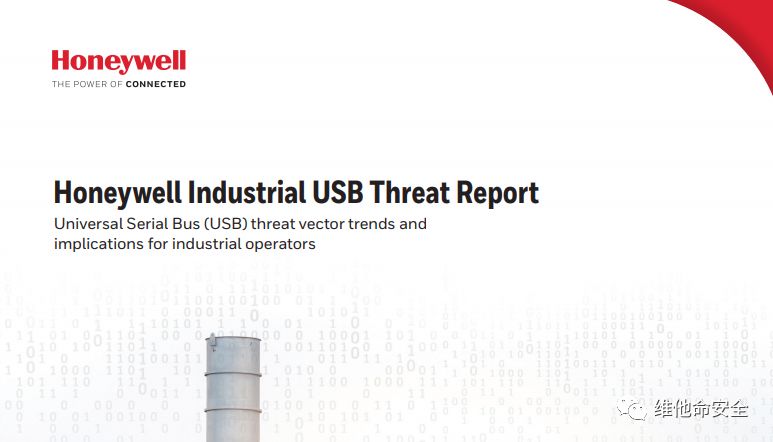 Honeywell
THE POWER OF CONNECTED
Honeywell Industrial USB Threat Report
Universal Serial Bus (USB) threat vector trends and
implications for industrial operators
维他命安全